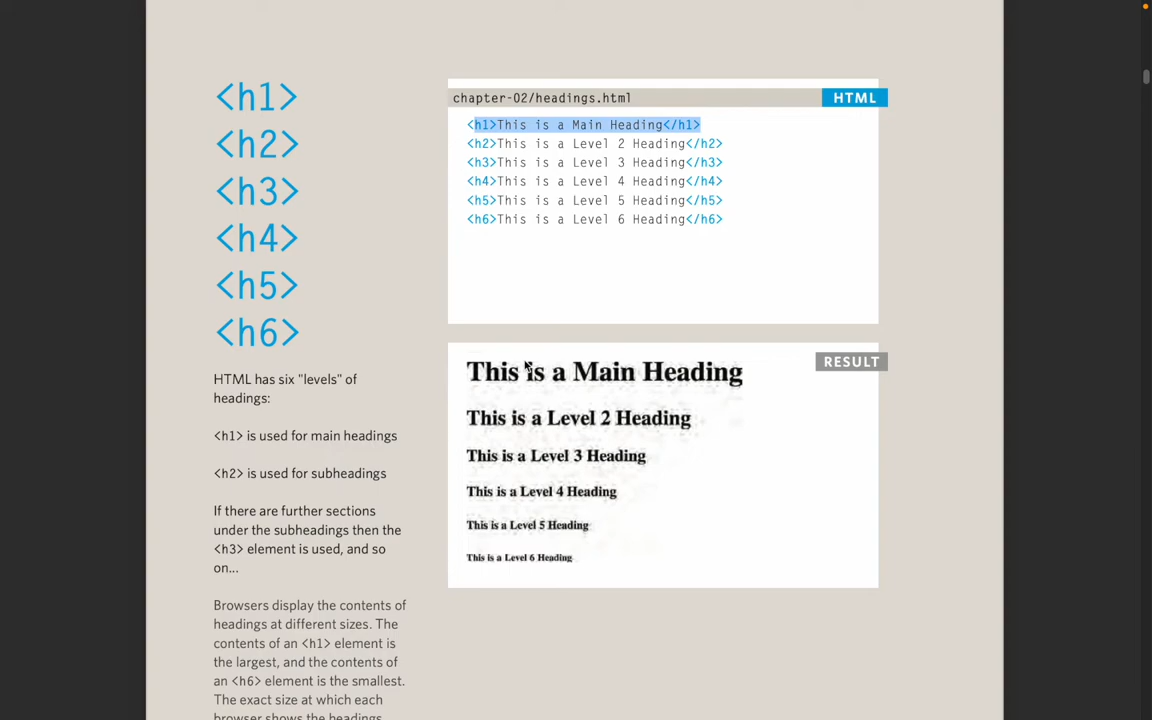 <h1>
<h2>
<h3>
<h4>
<h5>
<h6>
HTML has six "levels" of
headings:
<h1> is used for main headings
<h2> is used for subheadings
If there are further sections
under the subheadings then the
<h3> element is used, and so
on...
Browsers display the contents of
headings at different sizes. The
contents of an <h1> element is
the largest, and the contents of
an <h6> element is the smallest.
The exact size at which each
browser shows the headings
chapter-02/headings.html
HTML
<h1>This is a Main Heading</h1>
<h2>This is a Level 2 Heading</h2>
<h3>This is a Level 3 Heading</h3>
<h4>This is a Level 4 Heading</h4>
<h5>This is a Level 5 Heading</h5>
<h6>This is a Level 6 Heading</h6>
RESULT
This is a Main Heading
This is a Level 2 Heading
This is a Level 3 Heading
This is a Level 4 Heading
This is a Level 5 Heading
This is a Level 6 Heading